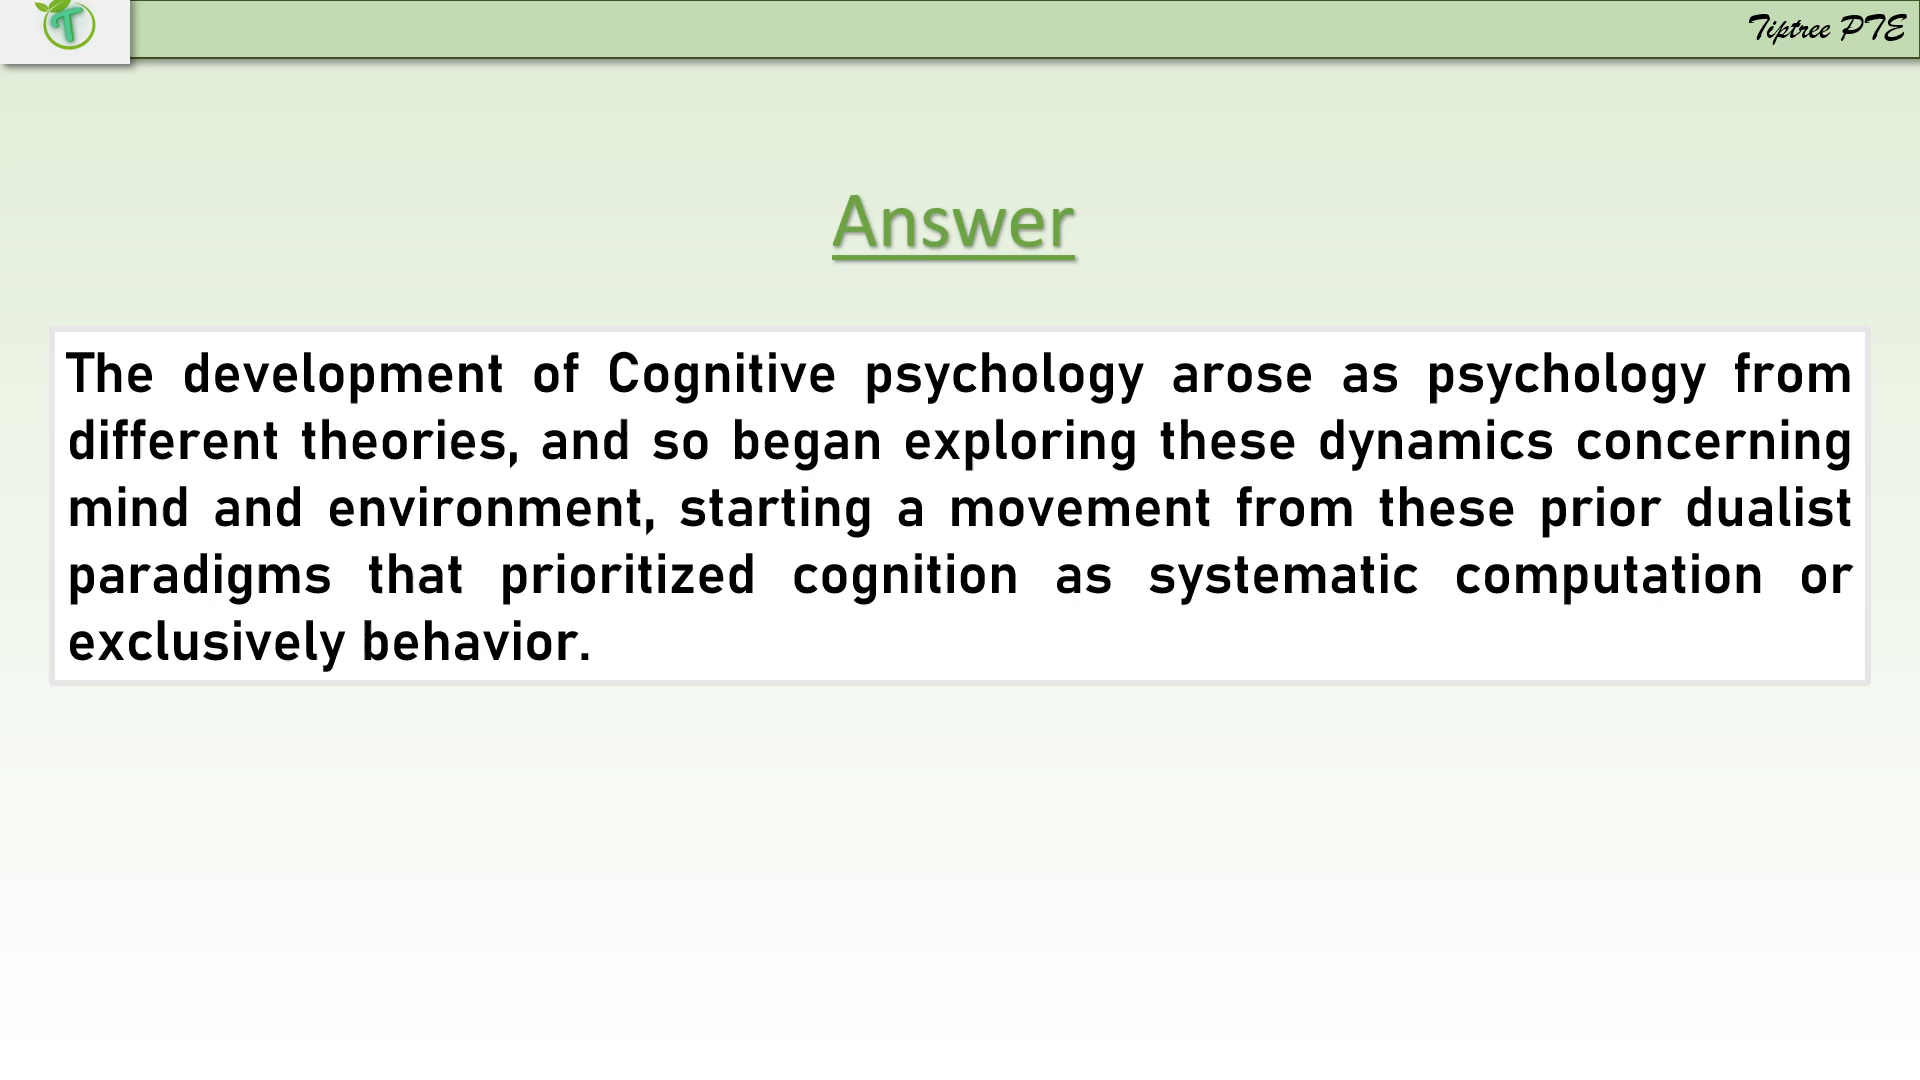 Tiptree PTE
Answer
The development of Cognitive psychology arose as psychology from
different theories, and so began exploring these dynamics concerning
mind and environment, starting a movement from these prior dualist
paradigms that prioritized cognition as systematic computation or
exclusively behavior.